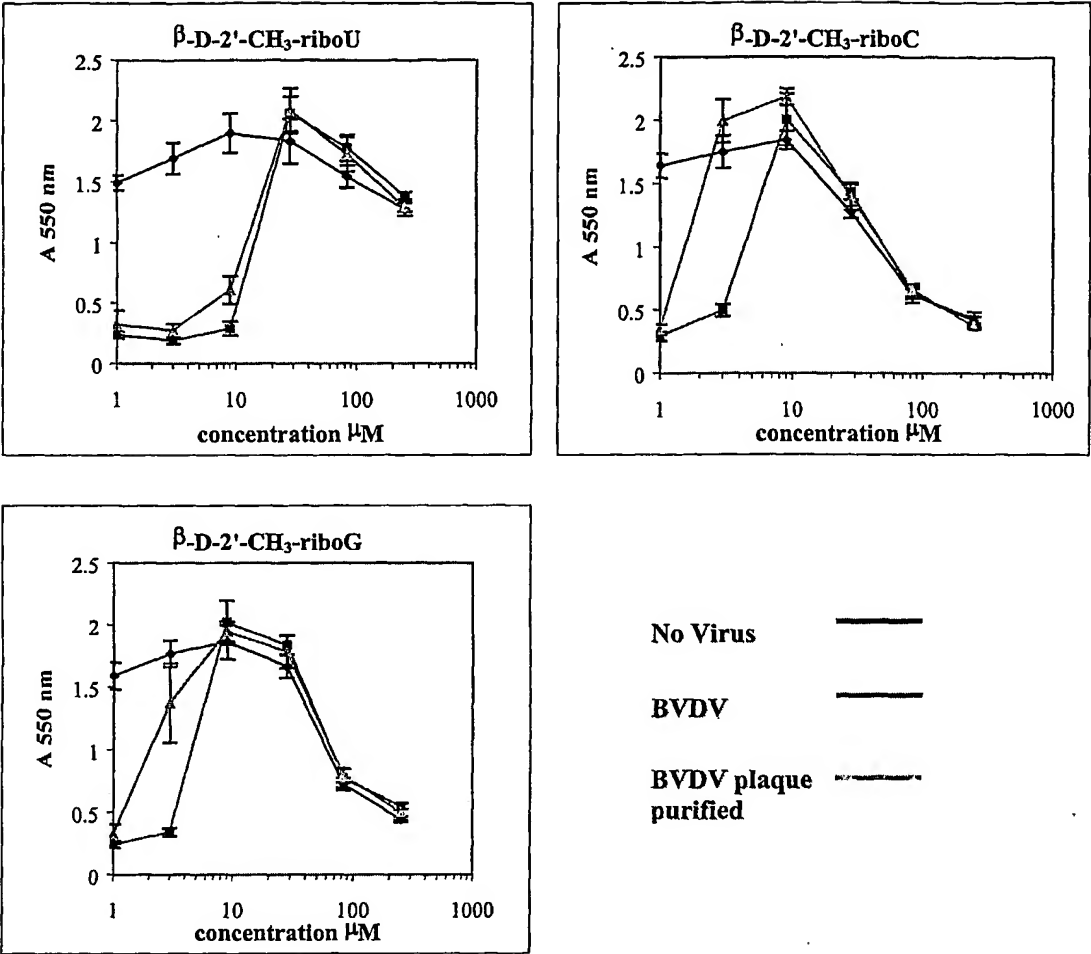 β-D-2'-CH₃-riboU
2.5
2
1.5
1
0.5
0
A 550 nm
1 10 100 1000
concentration µM
β-D-2'-CH₃-riboC
2.5
2
1.5
1
0.5
0
A 550 nm
1 10 100 1000
concentration µM
β-D-2'-CH₃-riboG
2.5
2
1.5
1
0.5
0
A 550 nm
1 10 100 1000
concentration µM
No Virus
BVDV
BVDV plaque
purified